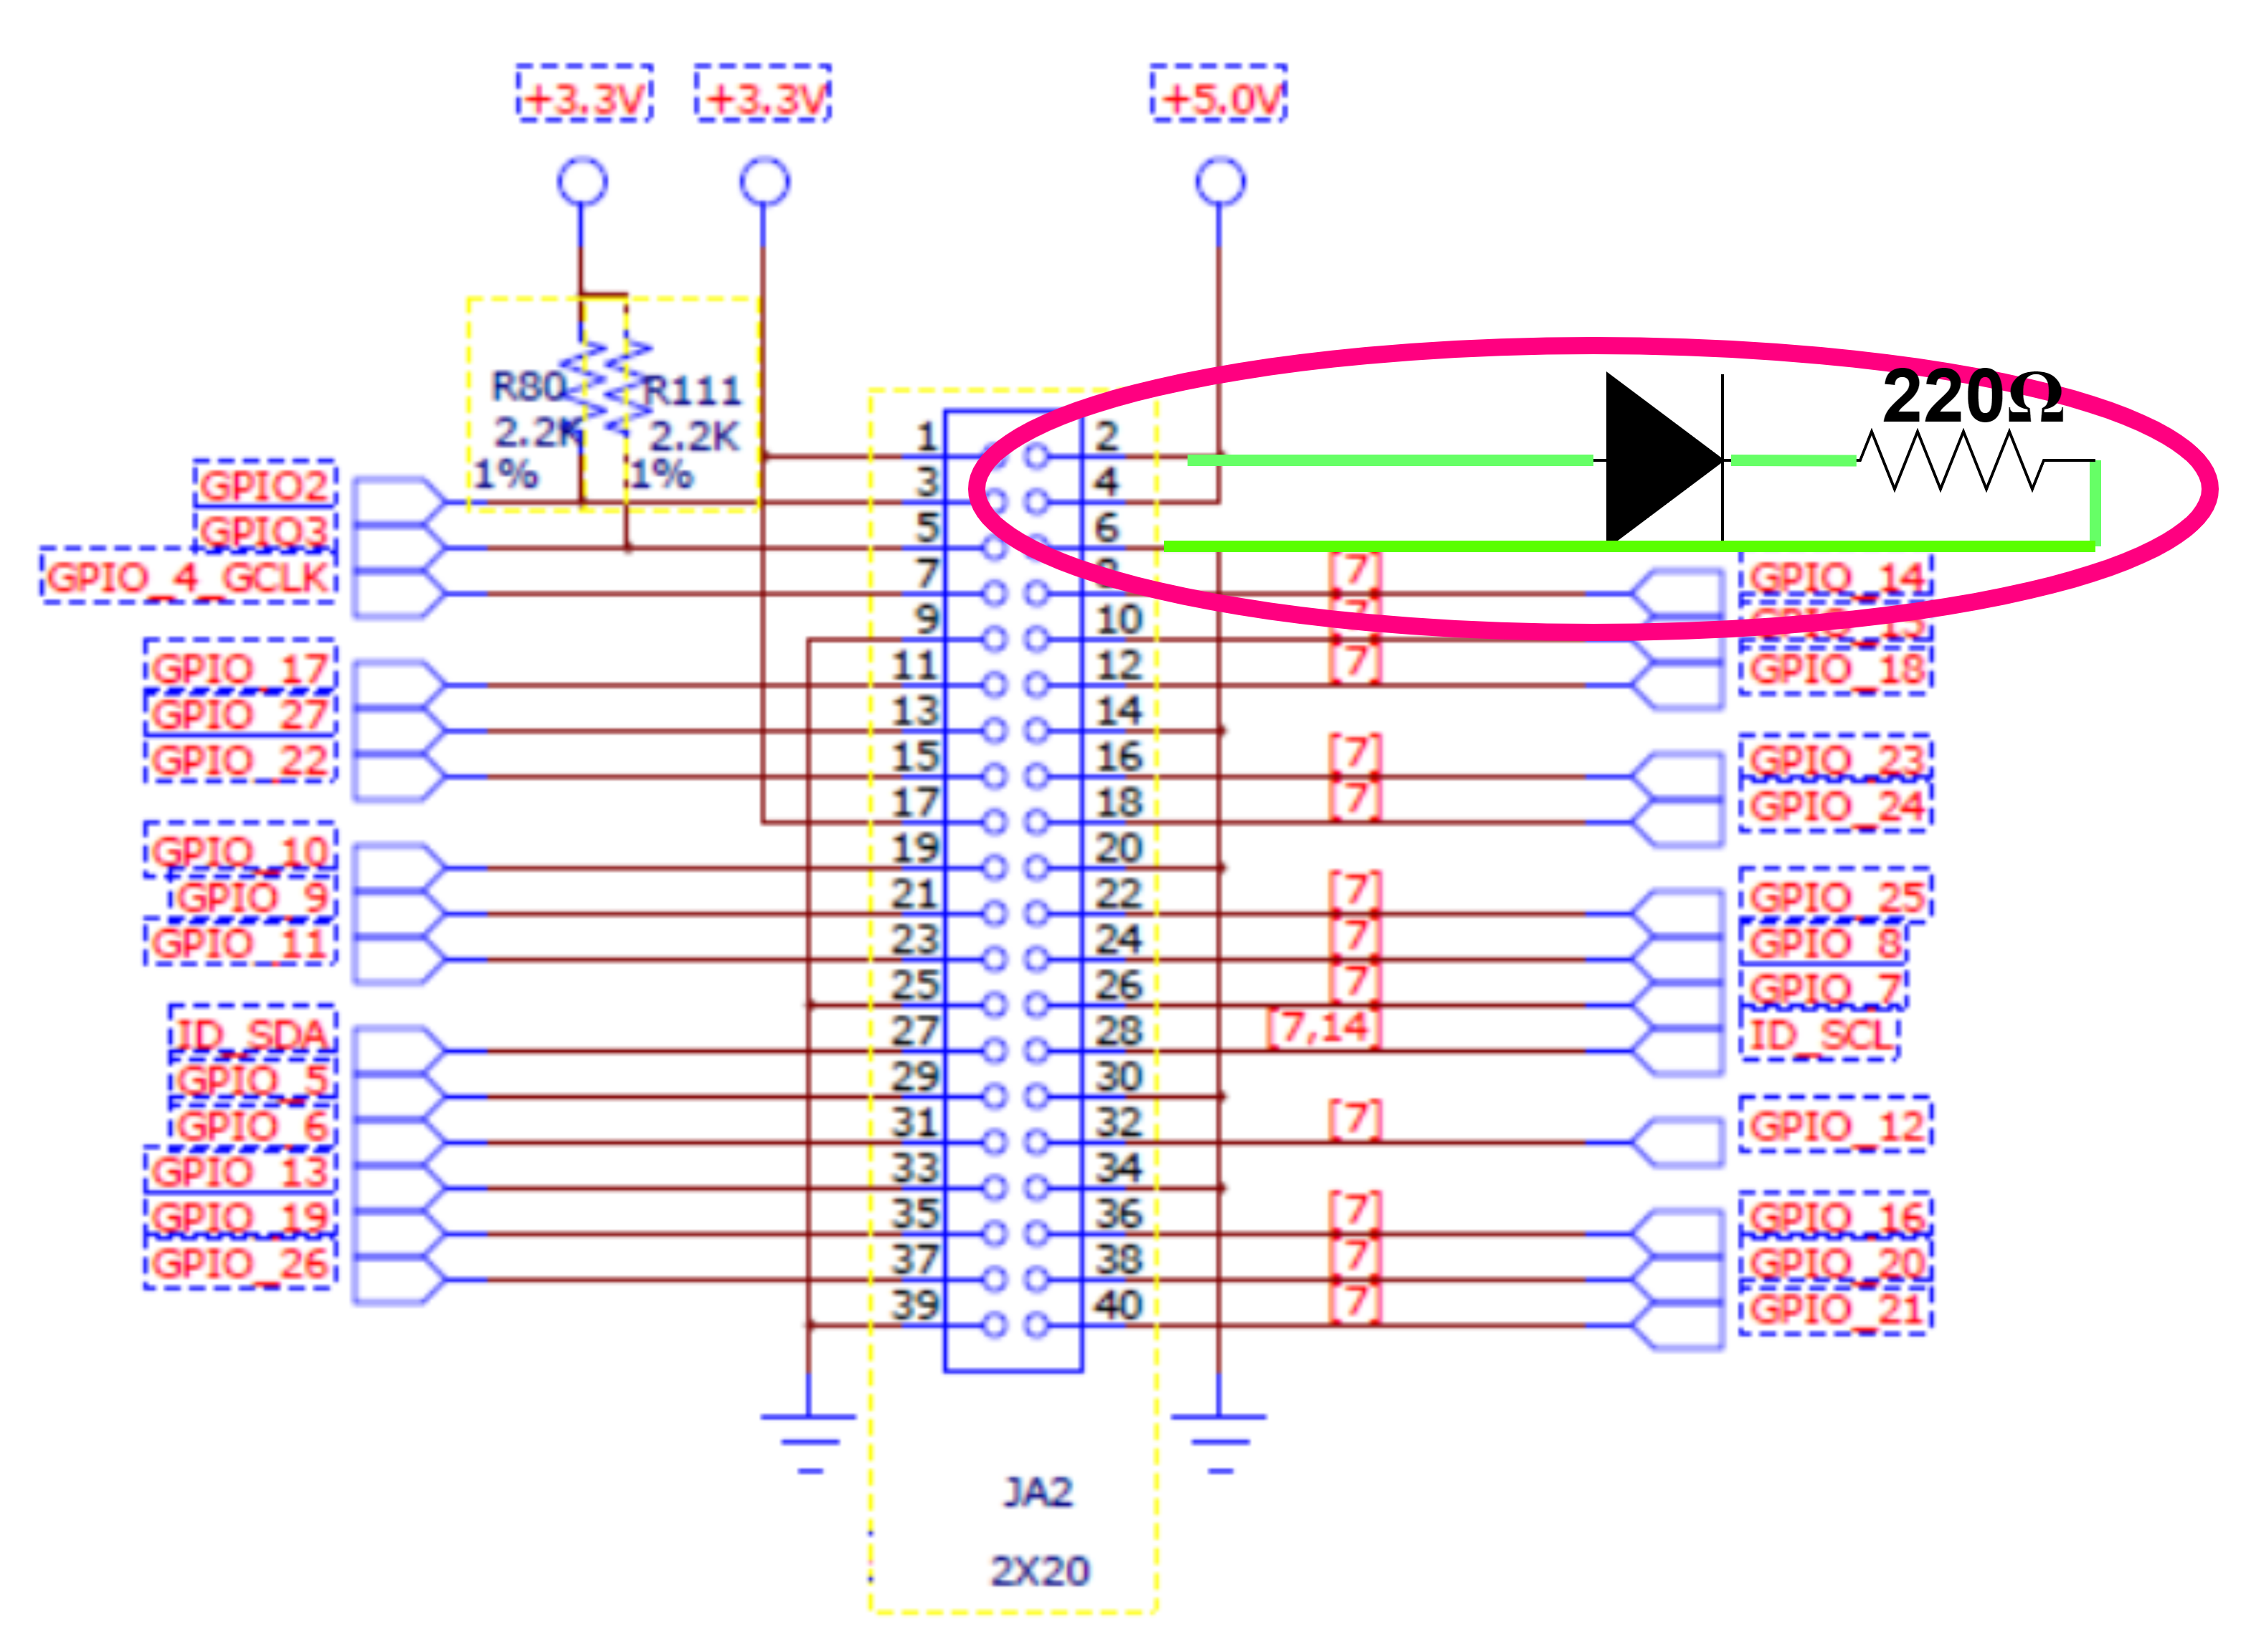 +3.3V +3.3V +5.0V
220Ω
R80 R111
2.2K 2.2K
1% 1%
1 2
GPIO2 3 4
GPIO3 5 6
GPIO_4_GCLK 7 8 [7] GPIO_14
9 10 [7] GPIO_15
GPIO_17 11 12 [7] GPIO_18
GPIO_27 13 14
GPIO_22 15 16 [7] GPIO_23
17 18 [7] GPIO_24
GPIO_10 19 20
GPIO_9 21 22 [7] GPIO_25
GPIO_11 23 24 [7] GPIO_8
25 26 [7] GPIO_7
ID_SDA 27 28 [7,14] ID_SCL
GPIO_5 29 30
GPIO_6 31 32 [7] GPIO_12
GPIO_13 33 34
GPIO_19 35 36 [7] GPIO_16
GPIO_26 37 38 [7] GPIO_20
39 40 [7] GPIO_21
JA2
2X20